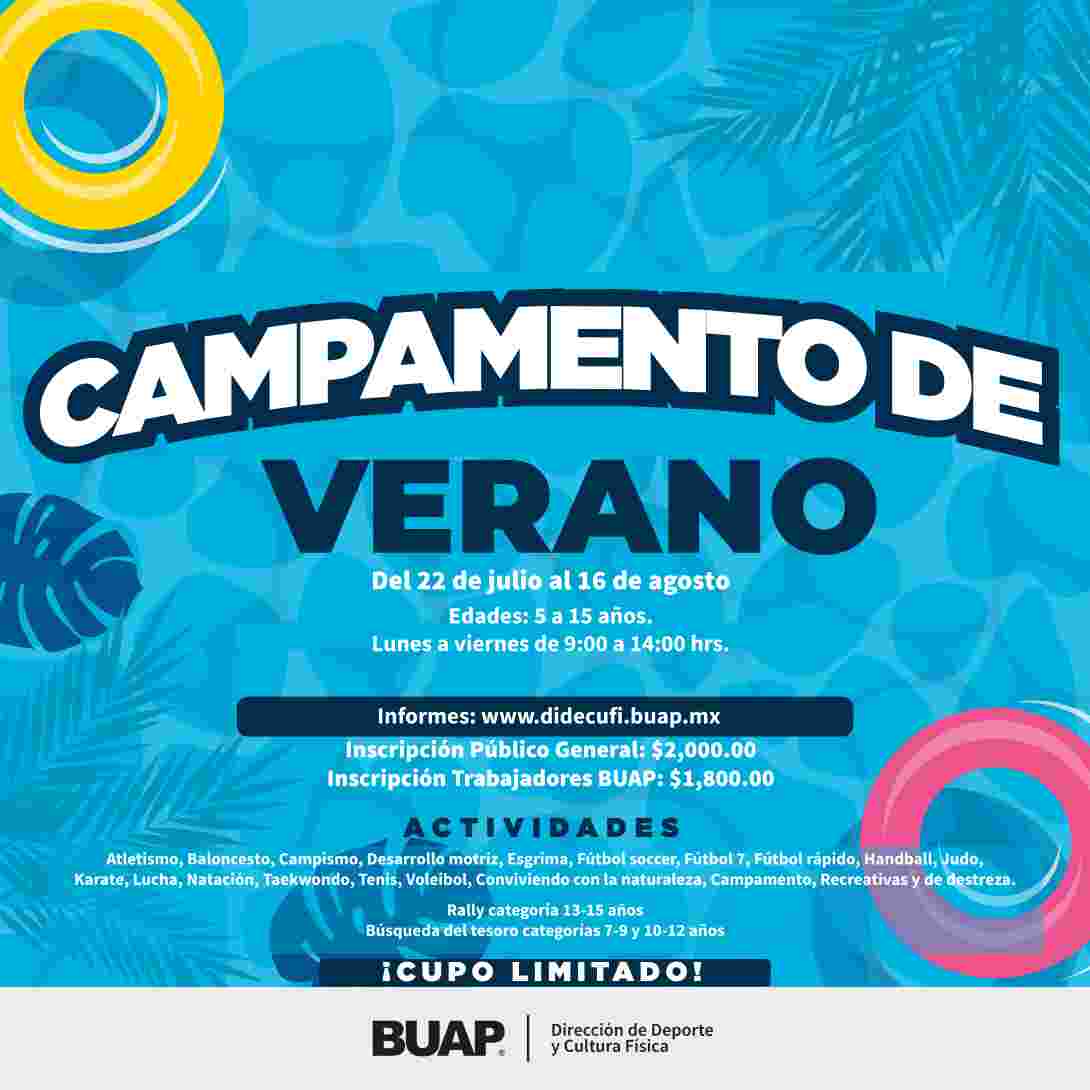 CAMPAMENTO DE
VERANO
Del 22 de julio al 16 de agosto
Edades: 5 a 15 años.
Lunes a viernes de 9:00 a 14:00 hrs.
Informes: www.didecufi.buap.mx
Inscripción Público General: $2,000.00
Inscripción Trabajadores BUAP: $1,800.00
ACTIVIDADES
Atletismo, Baloncesto, Campismo, Desarrollo motriz, Esgrima, Fútbol soccer, Fútbol 7, Fútbol rápido, Handball, Judo,
Karate, Lucha, Natación, Taekwondo, Tenis, Voleibol, Conviviendo con la naturaleza, Campamento, Recreativas y de destreza.
Rally categoría 13-15 años
Búsqueda del tesoro categorías 7-9 y 10-12 años
¡CUPO LIMITADO!
BUAP®
Dirección de Deporte
y Cultura Física